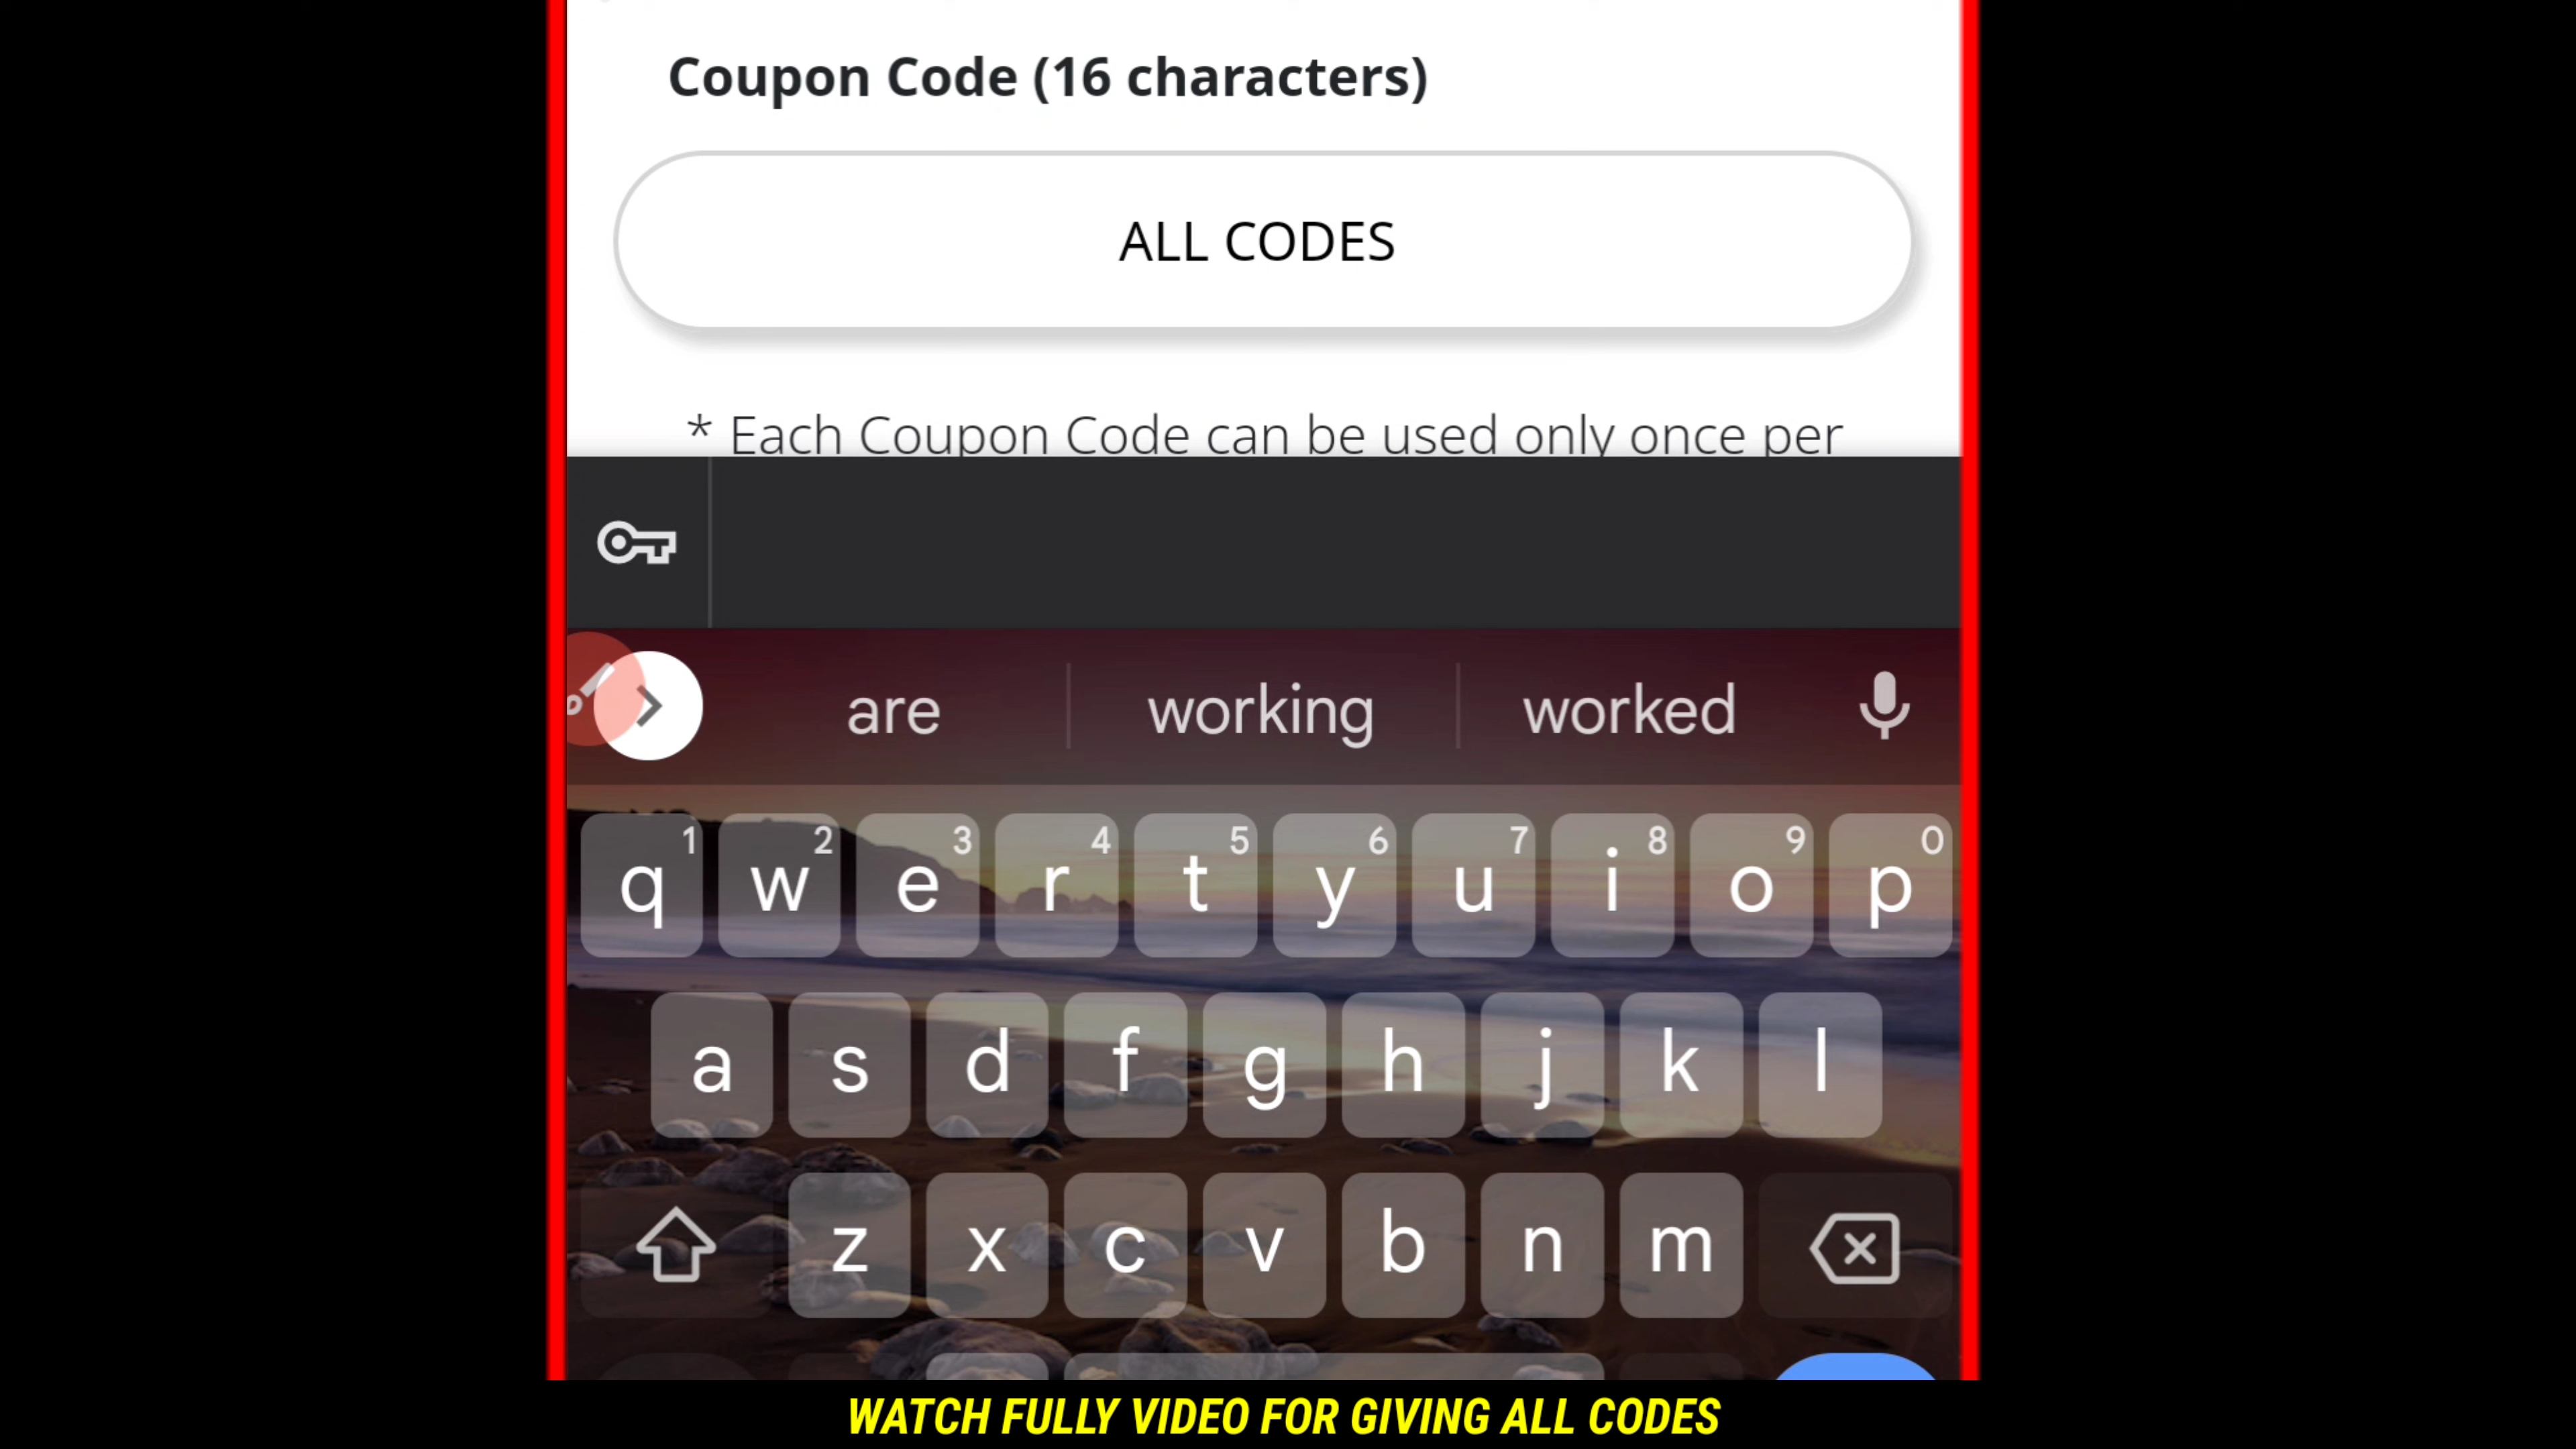 Coupon Code (16 characters)
ALL CODES
* Each Coupon Code can be used only once per
are working worked
1 2 3 4 5 6 7 8 9 0
q w e r t y u i o p
a s d f g h j k l
z x c v b n m
WATCH FULLY VIDEO FOR GIVING ALL CODES